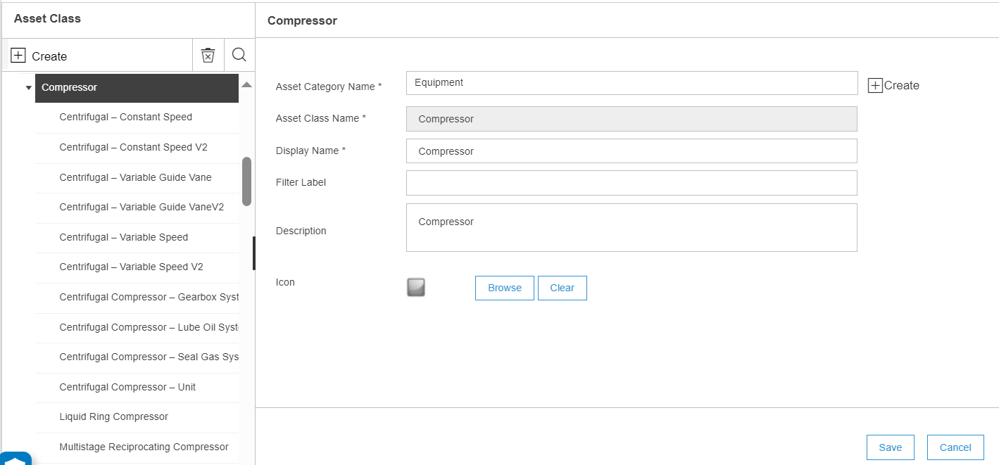 Asset Class
Create
Compressor
Centrifugal – Constant Speed
Centrifugal – Constant Speed V2
Centrifugal – Variable Guide Vane
Centrifugal – Variable Guide VaneV2
Centrifugal – Variable Speed
Centrifugal – Variable Speed V2
Centrifugal Compressor – Gearbox Syst
Centrifugal Compressor – Lube Oil Syst
Centrifugal Compressor – Seal Gas Sys
Centrifugal Compressor – Unit
Liquid Ring Compressor
Multistage Reciprocating Compressor
Compressor
Asset Category Name * Equipment Create
Asset Class Name * Compressor
Display Name * Compressor
Filter Label
Description Compressor
Icon Browse Clear
Save Cancel